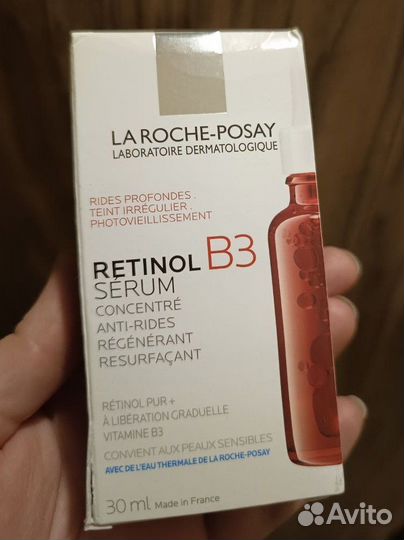 LA ROCHE-POSAY
LABORATOIRE DERMATOLOGIQUE
RIDES PROFONDES .
TEINT IRRÉGULIER .
PHOTOVIEILLISSEMENT
RETINOL B3
SÉRUM
CONCENTRÉ
ANTI-RIDES
RÉGÉNÉRANT
RESURFAÇANT
RÉTINOL PUR +
À LIBÉRATION GRADUELLE
VITAMINE B3
CONVIENT AUX PEAUX SENSIBLES
AVEC DE L'EAU THERMALE DE LA ROCHE-POSAY
30 ml Made in France
Avito